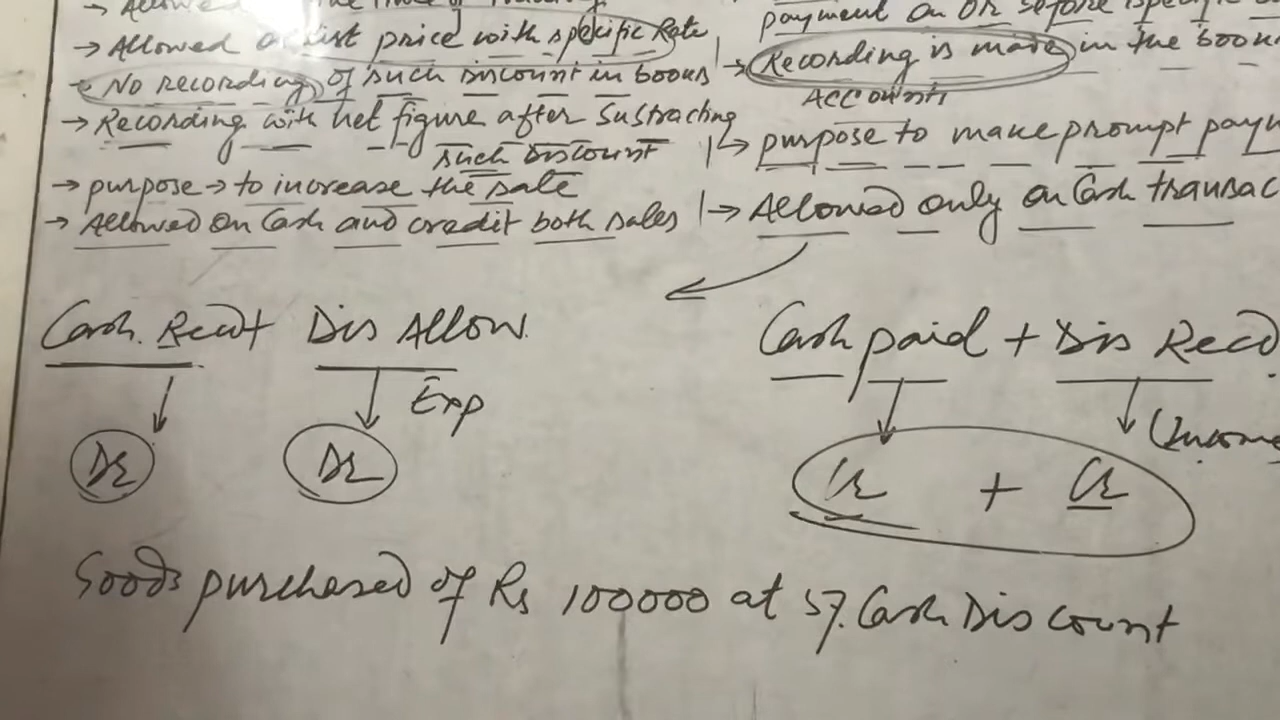 → Allowed
→ Allowed on list price with specific Rate
→ No recording of such Discount in books
→ Recording with net figure after Substracting
such Discount
→ purpose → to increase the sale
→ Allowed on Cash and credit both sales
payment on or before specific
→ Recording is made in the book
Accounts
→ purpose to make prompt paym
→ Allowed only on Cash transac
Cash Recd + Dis Allow.
Exp
Dr Dr
Cash paid + Dis Recd
(Income
Cr + Cr
Goods purchased of Rs 100000 at 5% Cash Discount